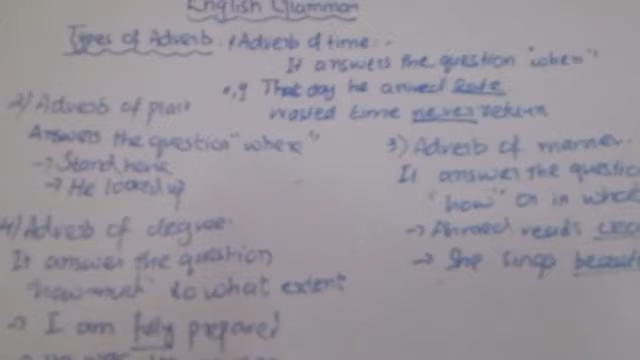 English Grammar
Types of Adverb : 1 Adverb of time :-
It answers the question "when"
e.g That day he arrived late
wasted time never return
2) Adverb of place
Answers the question "where"
→ Stand here
→ He looked up
3) Adverb of manner.
It answer the question
"how" or in
→ Ahmed reads
→ She sings
4) Adverb of degree.
It answer the question
"how much" to what extent
→ I am fully prepared